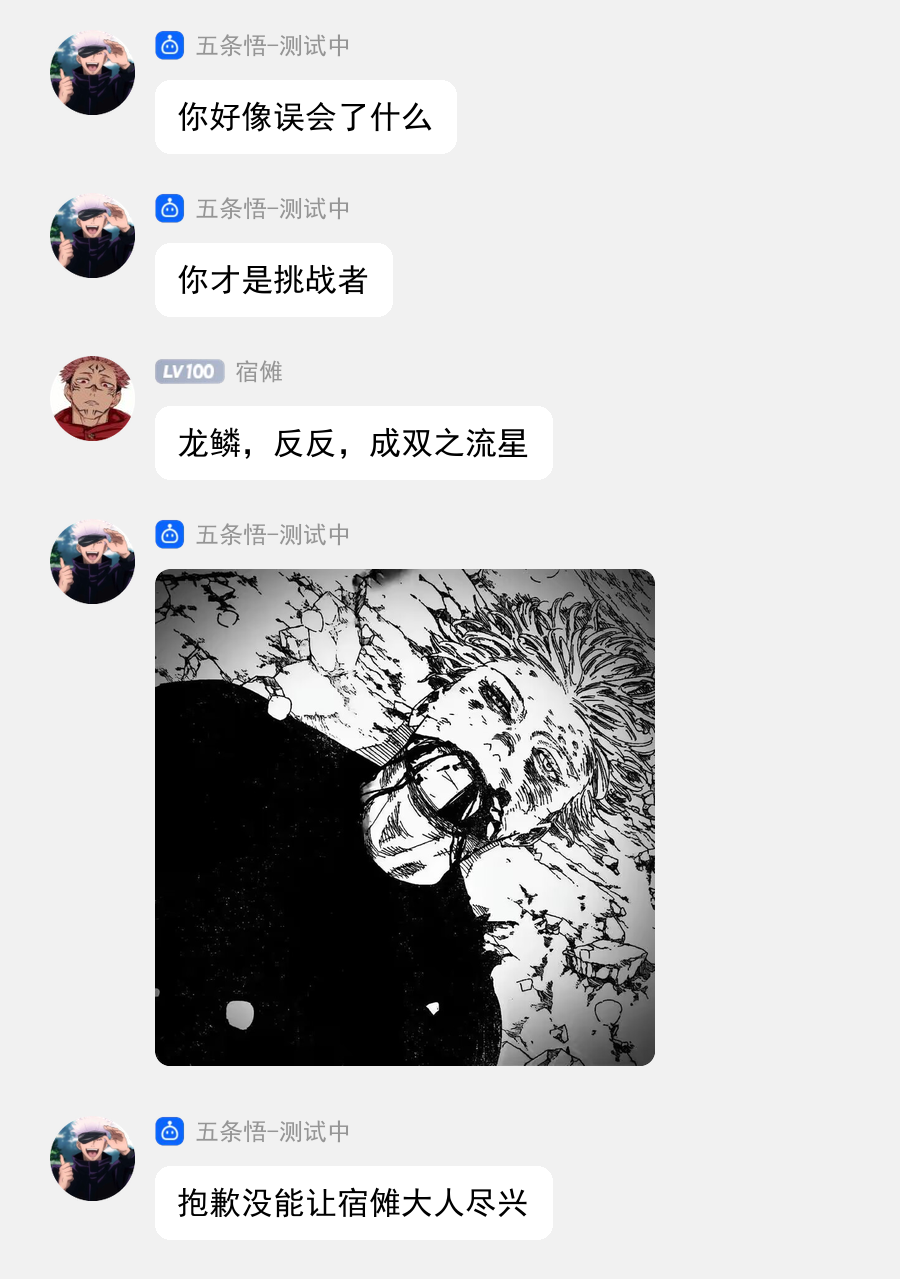 五条悟-测试中
你好像误会了什么
五条悟-测试中
你才是挑战者
LV100 宿傩
龙鳞，反反，成双之流星
五条悟-测试中
五条悟-测试中
抱歉没能让宿傩大人尽兴